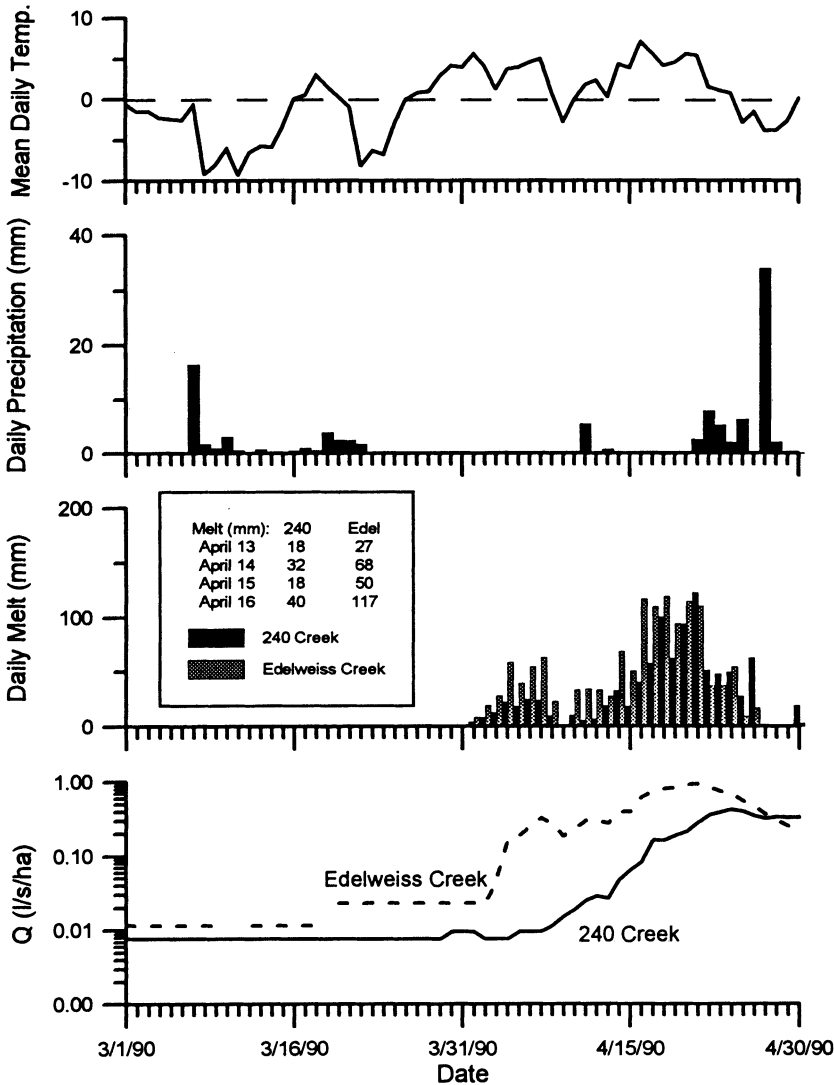 Mean Daily Temp.
10
0
-10
Daily Precipitation (mm)
40
20
0
Daily Melt (mm)
200
100
0
Melt (mm): 240 Edel
April 13 18 27
April 14 32 68
April 15 18 50
April 16 40 117
240 Creek
Edelweiss Creek
Q (l/s/ha)
1.00
0.10
0.01
0.00
Edelweiss Creek
240 Creek
3/1/90 3/16/90 3/31/90 4/15/90 4/30/90
Date